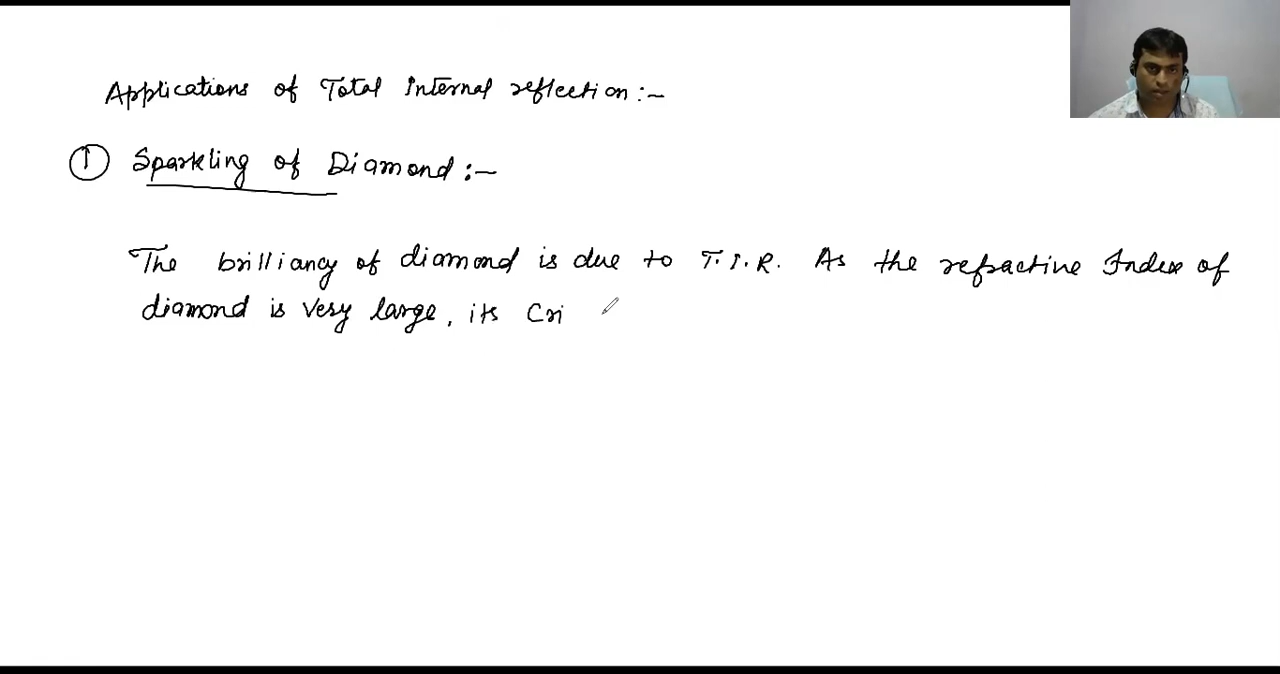 Applications of Total Internal reflection :-
① Sparkling of Diamond :-
The brilliancy of diamond is due to T.I.R. As the refractive Index of
diamond is very large, its Cri